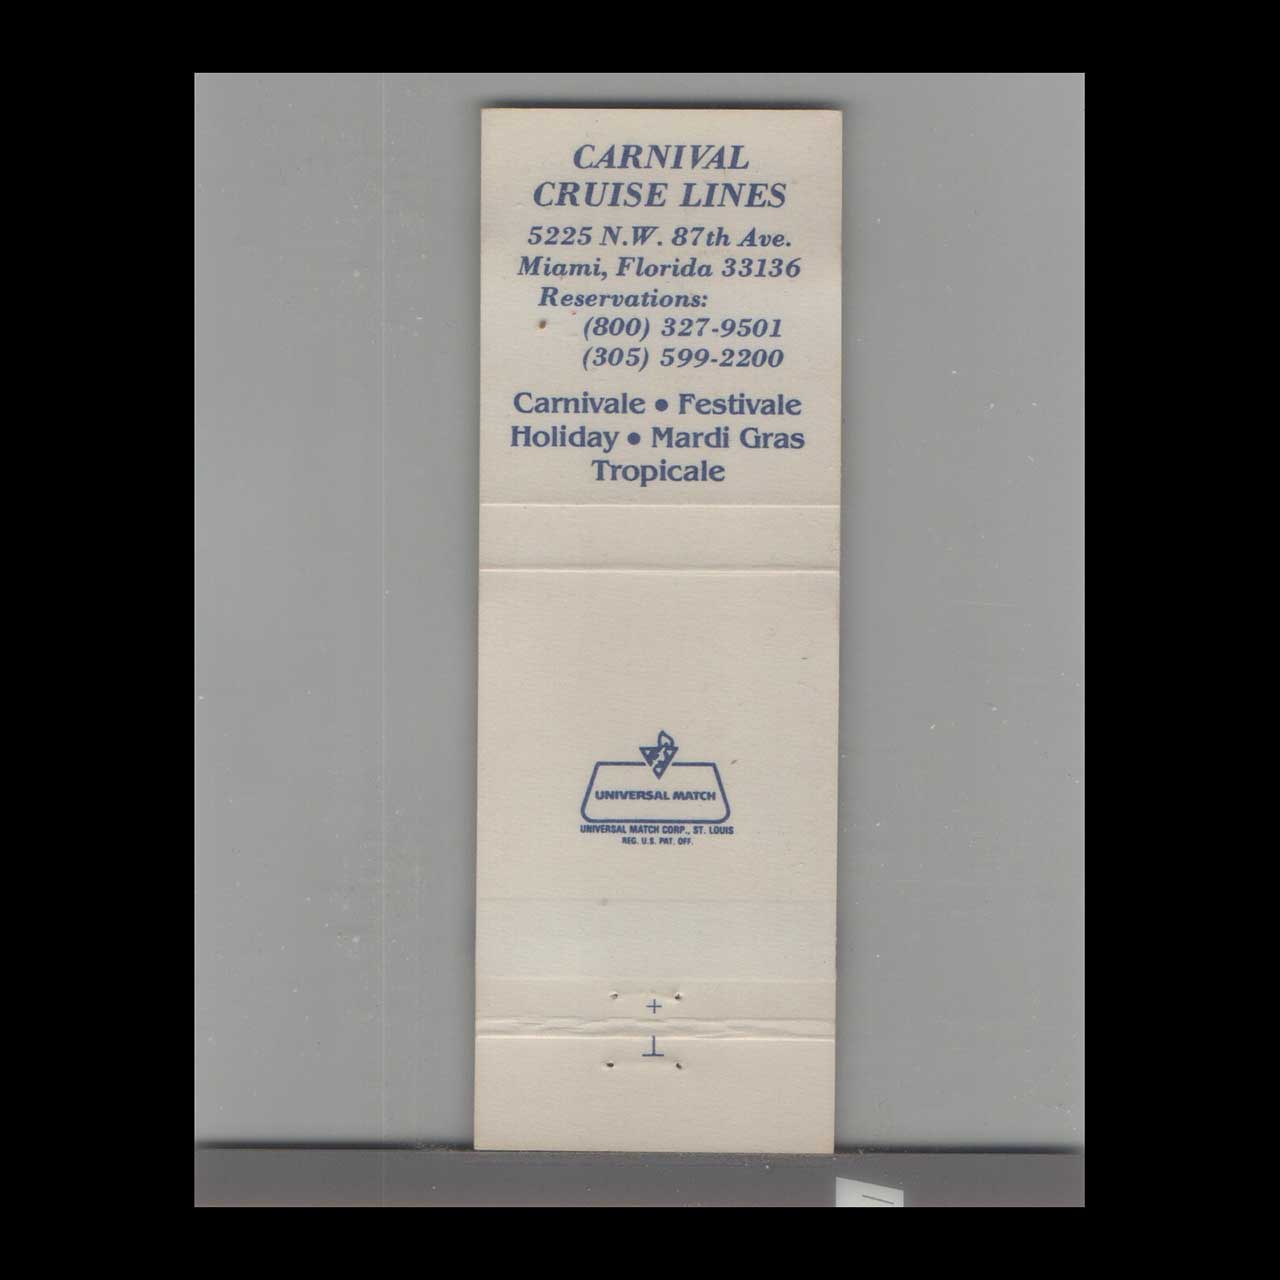 CARNIVAL
CRUISE LINES
5225 N.W. 87th Ave.
Miami, Florida 33136
Reservations:
(800) 327-9501
(305) 599-2200
Carnivale • Festivale
Holiday • Mardi Gras
Tropicale
UNIVERSAL MATCH
UNIVERSAL MATCH CORP., ST. LOUIS
REG. U.S. PAT. OFF.